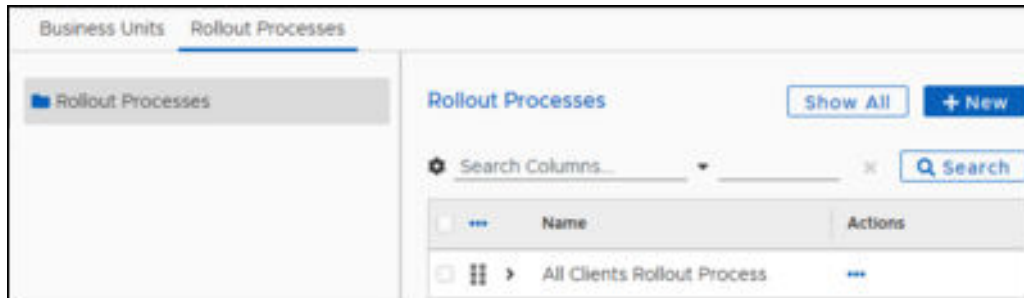 Business Units Rollout Processes
Rollout Processes
Rollout Processes Show All + New
Search Columns... Search
Name Actions
All Clients Rollout Process